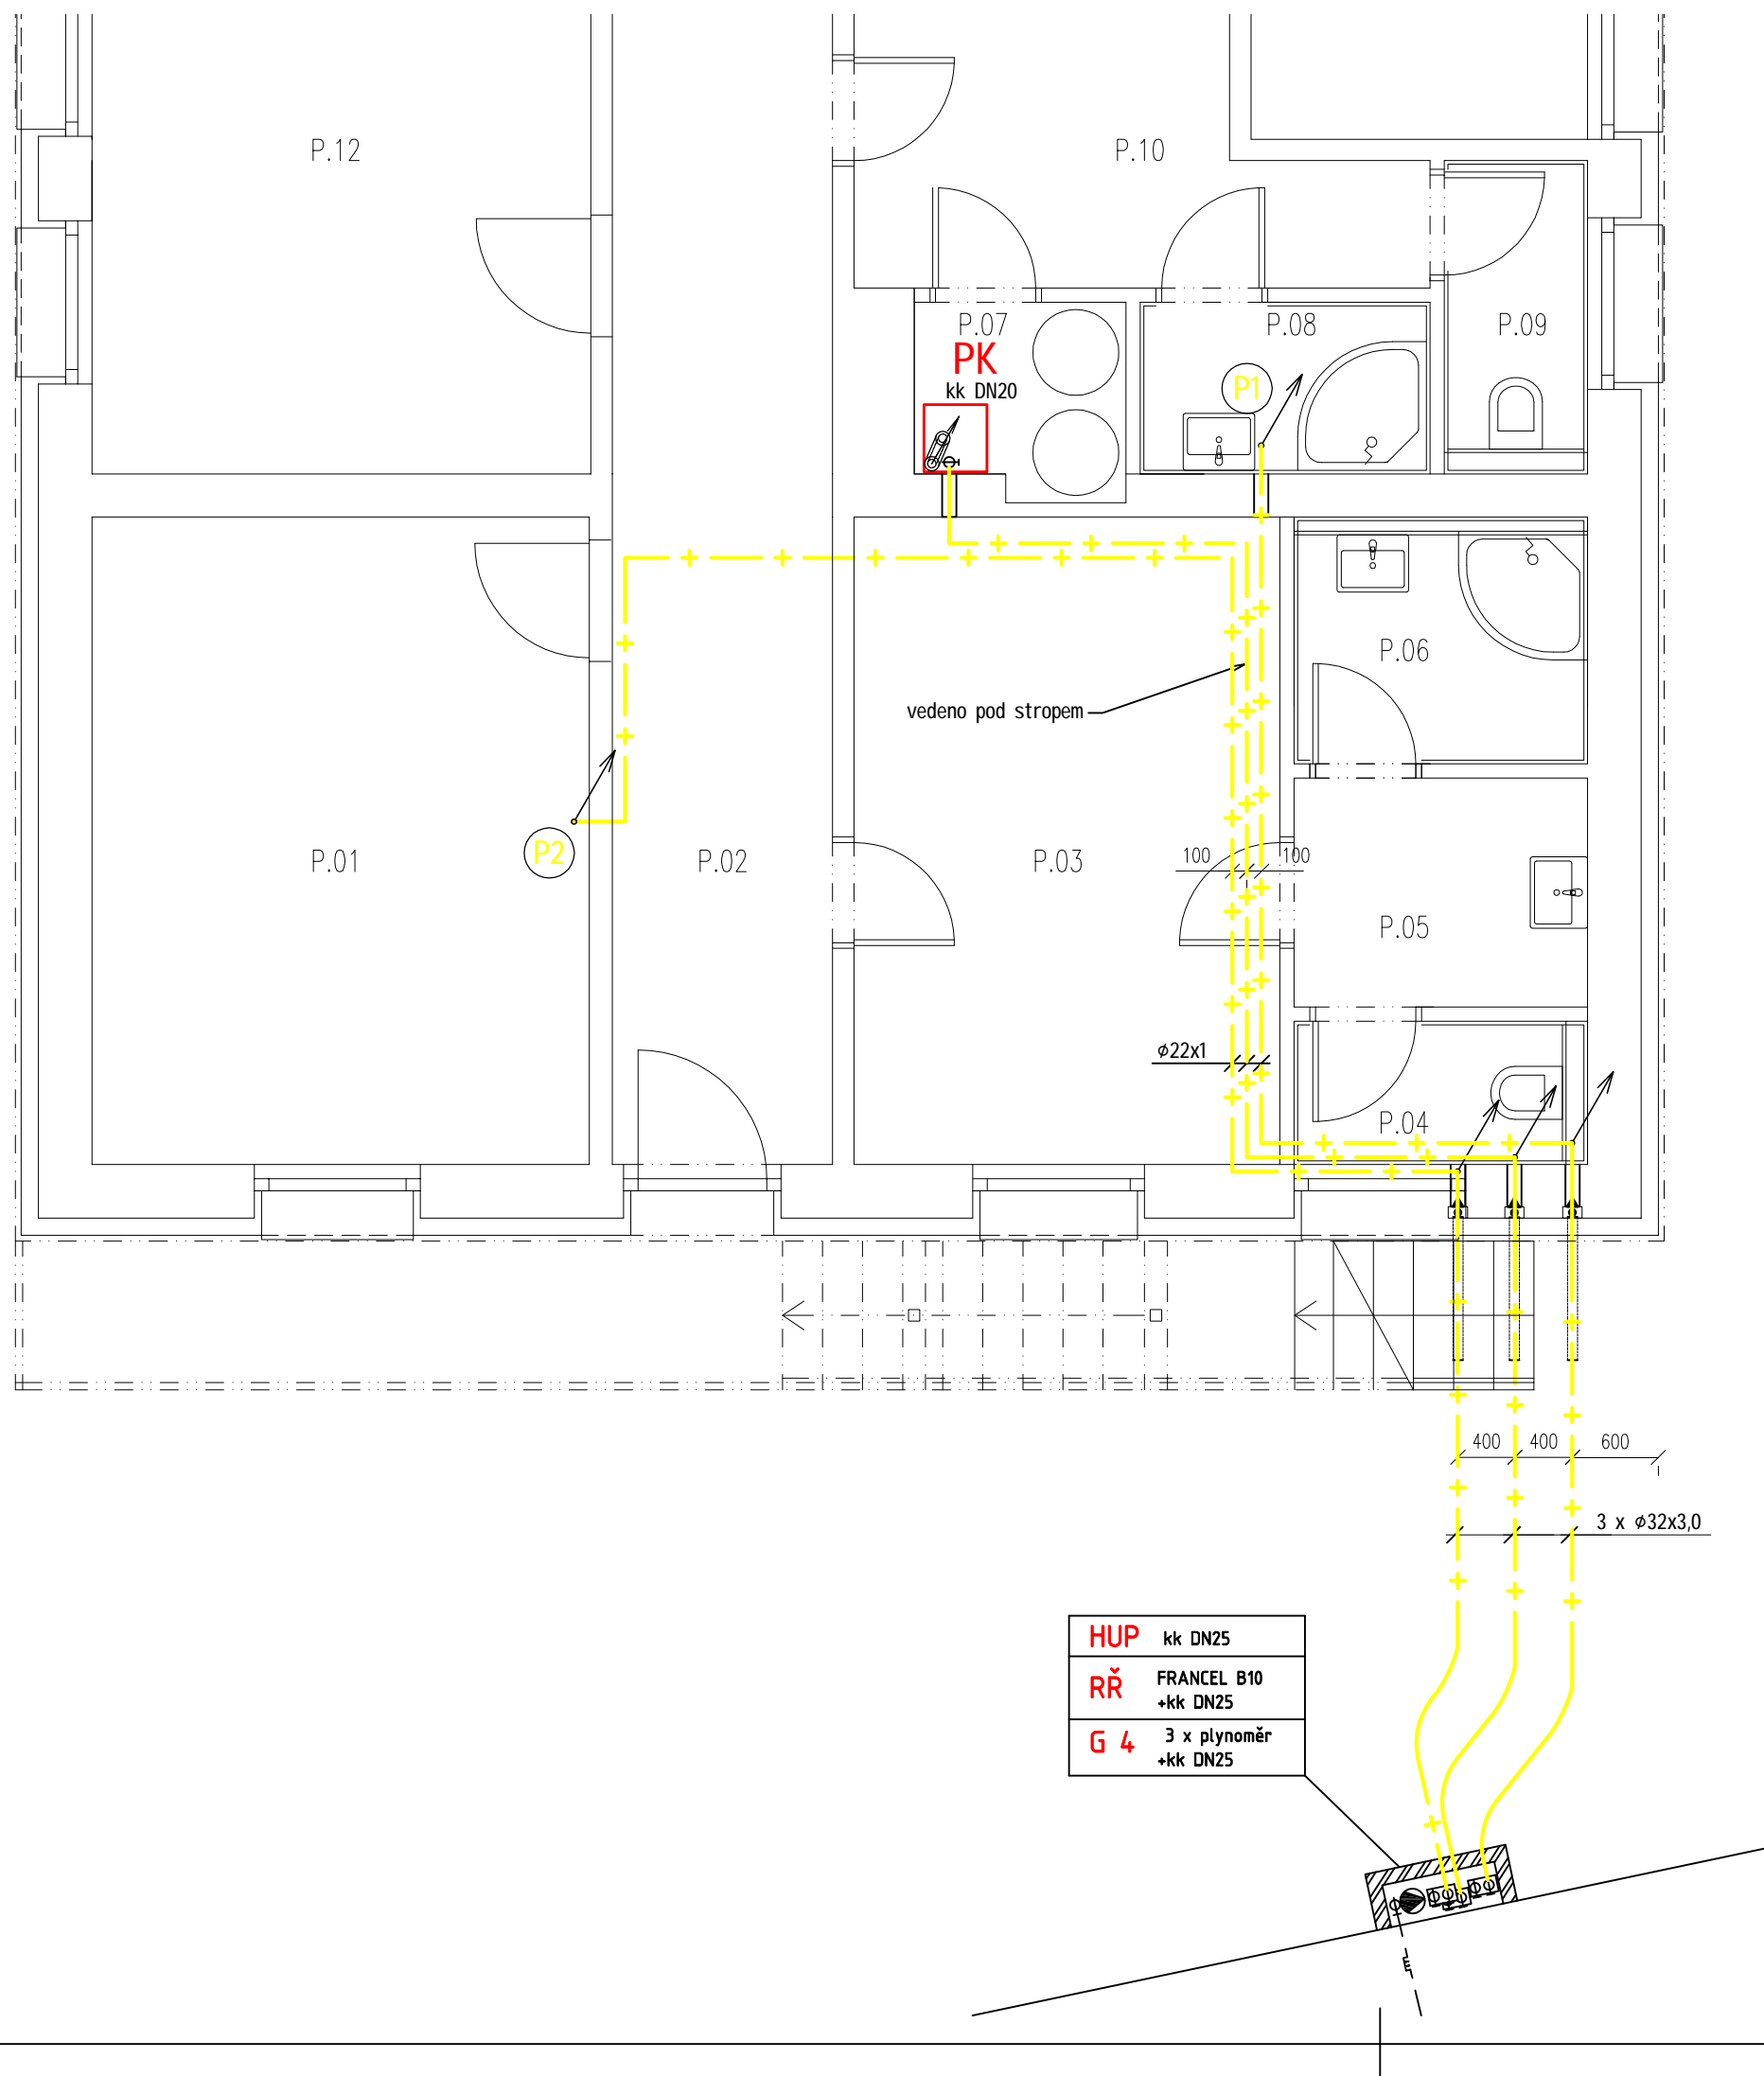 P.12
P.10
P.07
P.08
P.09
PK
kk DN20
P1
P.06
vedeno pod stropem
P.01
P2
P.02
P.03
100
100
P.05
ø22x1
P.04
400
400
600
3 x ø32x3,0
HUP kk DN25
RŘ FRANCEL B10
+kk DN25
G 4 3 x plynoměr
+kk DN25